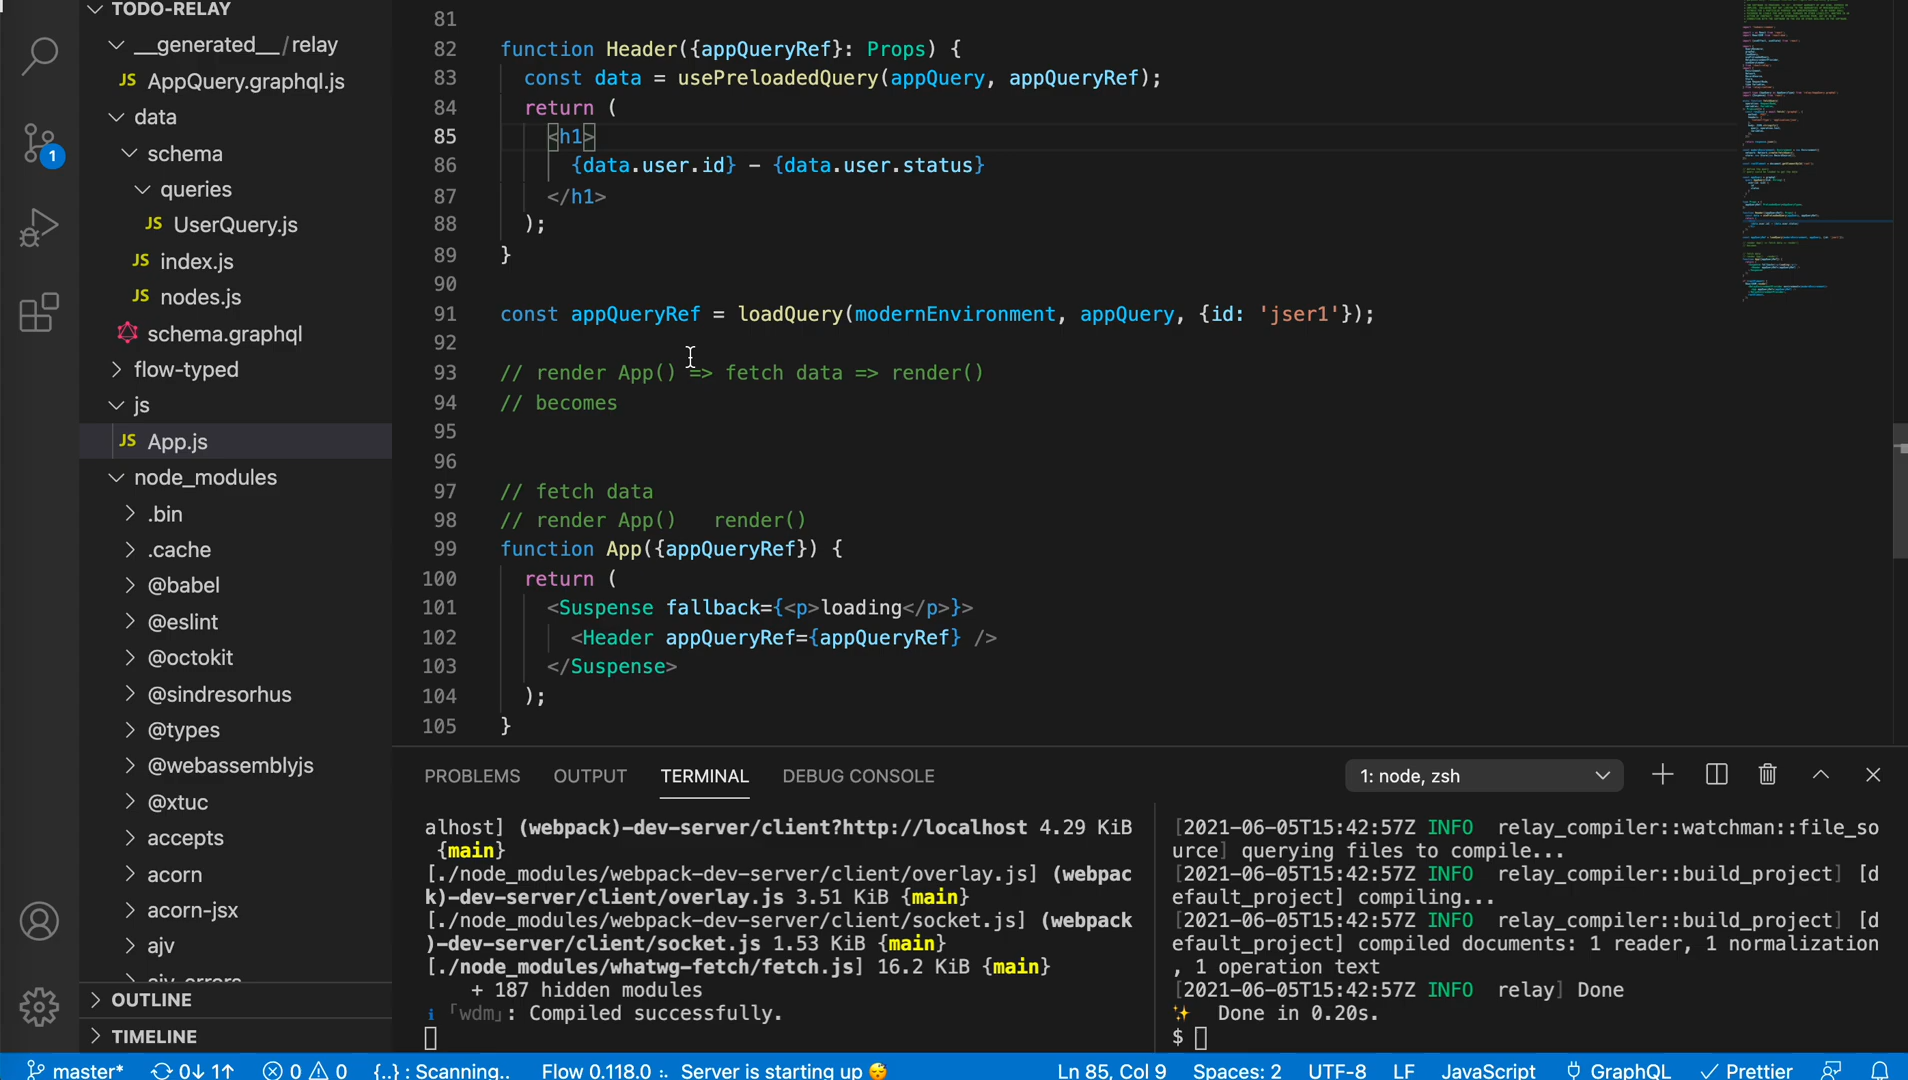 TODO-RELAY
__generated__/relay
JS AppQuery.graphql.js
data
schema
queries
JS UserQuery.js
JS index.js
JS nodes.js
schema.graphql
flow-typed
js
JS App.js
node_modules
.bin
.cache
@babel
@eslint
@octokit
@sindresorhus
@types
@webassemblyjs
@xtuc
accepts
acorn
acorn-jsx
ajv
ajv-errors
OUTLINE
TIMELINE
1
81
82 function Header({appQueryRef}: Props) {
83 const data = usePreloadedQuery(appQuery, appQueryRef);
84 return (
85 <h1>
86 {data.user.id} - {data.user.status}
87 </h1>
88 );
89 }
90
91 const appQueryRef = loadQuery(modernEnvironment, appQuery, {id: 'jser1'});
92
93 // render App() => fetch data => render()
94 // becomes
95
96
97 // fetch data
98 // render App()   render()
99 function App({appQueryRef}) {
100 return (
101 <Suspense fallback={<p>loading</p>}>
102 <Header appQueryRef={appQueryRef} />
103 </Suspense>
104 );
105 }
PROBLEMS OUTPUT TERMINAL DEBUG CONSOLE 1: node, zsh
alhost] (webpack)-dev-server/client?http://localhost 4.29 KiB
{main}
[./node_modules/webpack-dev-server/client/overlay.js] (webpac
k)-dev-server/client/overlay.js 3.51 KiB {main}
[./node_modules/webpack-dev-server/client/socket.js] (webpack
)-dev-server/client/socket.js 1.53 KiB {main}
[./node_modules/whatwg-fetch/fetch.js] 16.2 KiB {main}
+ 187 hidden modules
ℹ ｢wdm｣: Compiled successfully.
[2021-06-05T15:42:57Z INFO  relay_compiler::watchman::file_so
urce] querying files to compile...
[2021-06-05T15:42:57Z INFO  relay_compiler::build_project] [d
efault_project] compiling...
[2021-06-05T15:42:57Z INFO  relay_compiler::build_project] [d
efault_project] compiled documents: 1 reader, 1 normalization
, 1 operation text
[2021-06-05T15:42:57Z INFO  relay] Done
✨  Done in 0.20s.
$
master* 0↓ 1↑ 0 0 {..} : Scanning.. Flow 0.118.0 :. Server is starting up 😴 Ln 85, Col 9 Spaces: 2 UTF-8 LF JavaScript GraphQL ✓ Prettier